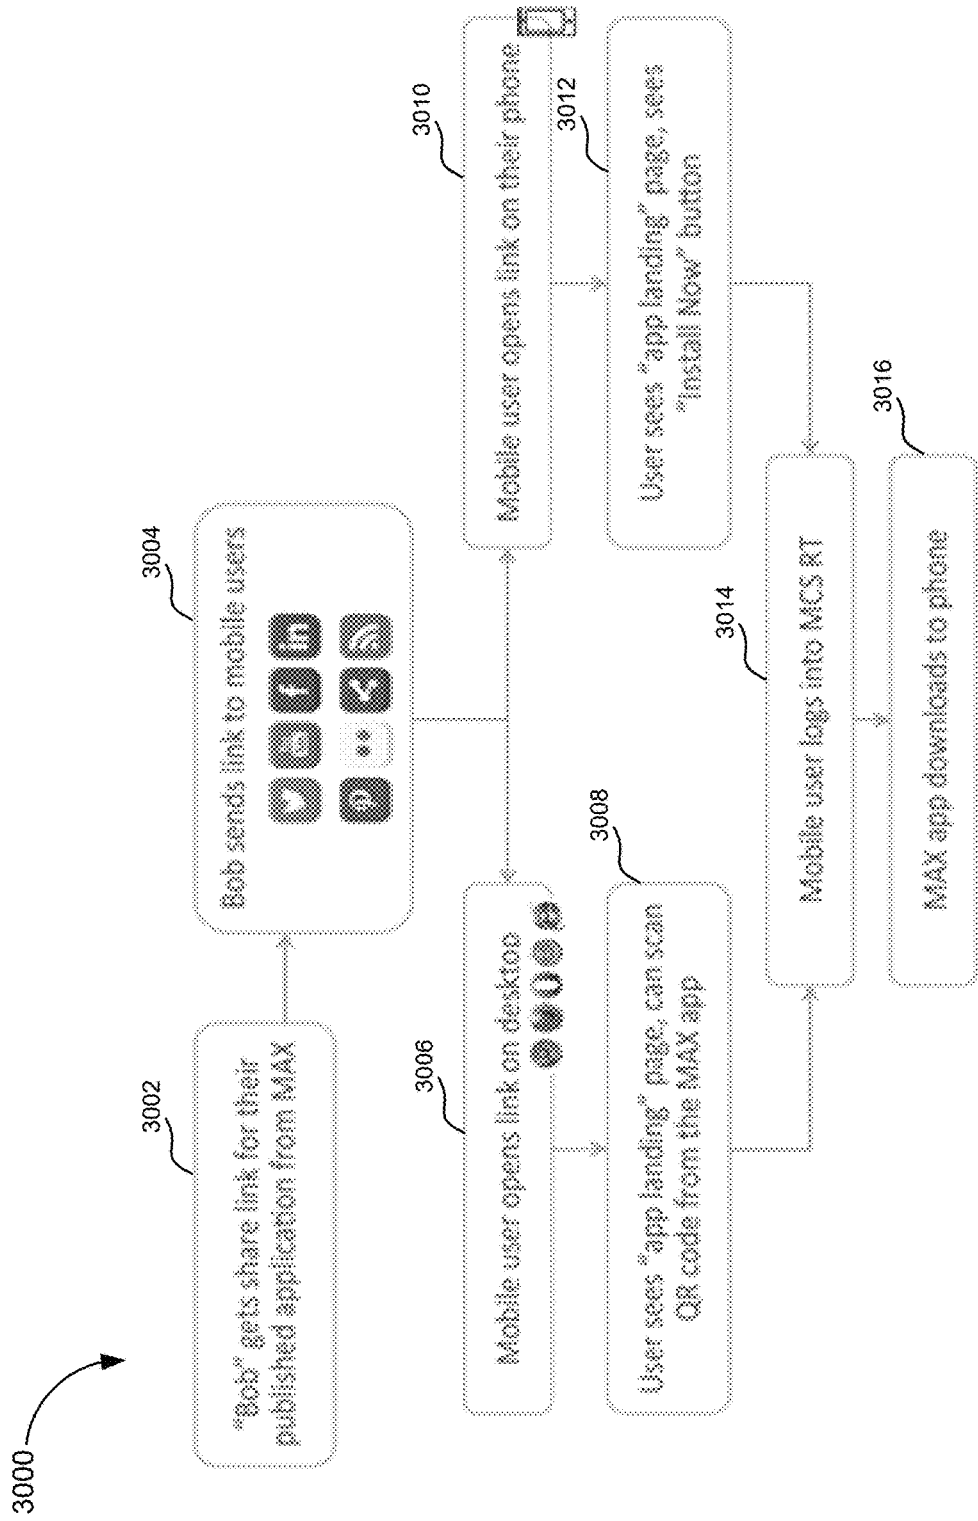 3000
3002
"Bob" gets share link for their
published application from MAX
3004
Bob sends link to mobile users
f
in
3006
Mobile user opens link on desktop
3008
User sees "app landing" page, can scan
QR code from the MAX app
3010
Mobile user opens link on their phone
3012
User sees "app landing" page, sees
"Install Now" button
3014
Mobile user logs into MCS RT
3016
MAX app downloads to phone